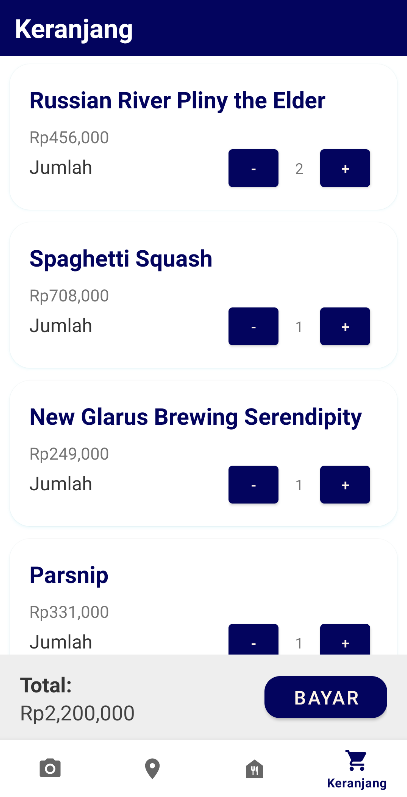 Keranjang
Russian River Pliny the Elder
Rp456,000
Jumlah
- 2 +
Spaghetti Squash
Rp708,000
Jumlah
- 1 +
New Glarus Brewing Serendipity
Rp249,000
Jumlah
- 1 +
Parsnip
Rp331,000
Jumlah
- 1 +
Total:
Rp2,200,000
BAYAR
Keranjang